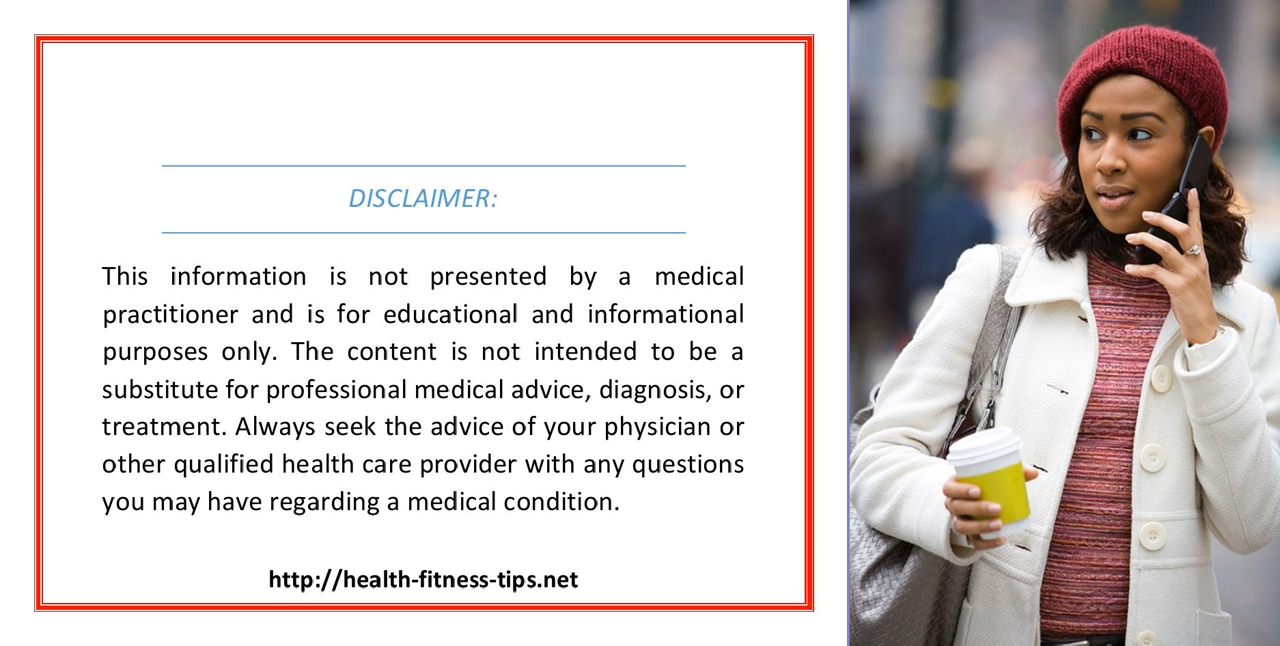 DISCLAIMER:
This information is not presented by a medical
practitioner and is for educational and informational
purposes only. The content is not intended to be a
substitute for professional medical advice, diagnosis, or
treatment. Always seek the advice of your physician or
other qualified health care provider with any questions
you may have regarding a medical condition.
http://health-fitness-tips.net